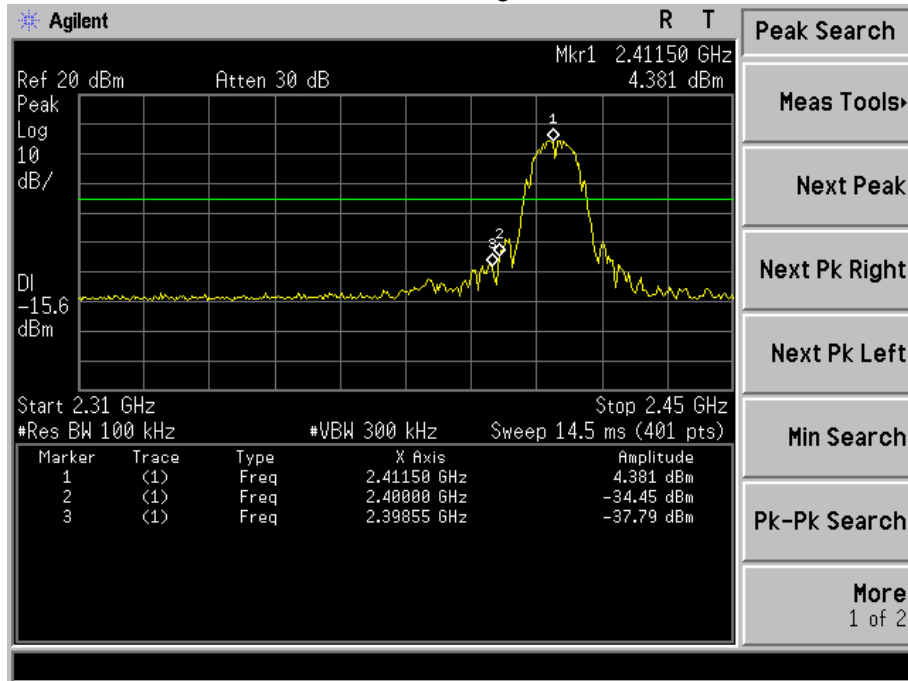 Agilent R T
Mkr1 2.41150 GHz
Ref 20 dBm Atten 30 dB 4.381 dBm
Peak
Log
10
dB/
1
2
3
DI
-15.6
dBm
Start 2.31 GHz Stop 2.45 GHz
#Res BW 100 kHz #VBW 300 kHz Sweep 14.5 ms (401 pts)
Marker Trace Type X Axis Amplitude
1 (1) Freq 2.41150 GHz 4.381 dBm
2 (1) Freq 2.40000 GHz -34.45 dBm
3 (1) Freq 2.39855 GHz -37.79 dBm
Peak Search
Meas Tools
Next Peak
Next Pk Right
Next Pk Left
Min Search
Pk-Pk Search
More
1 of 2